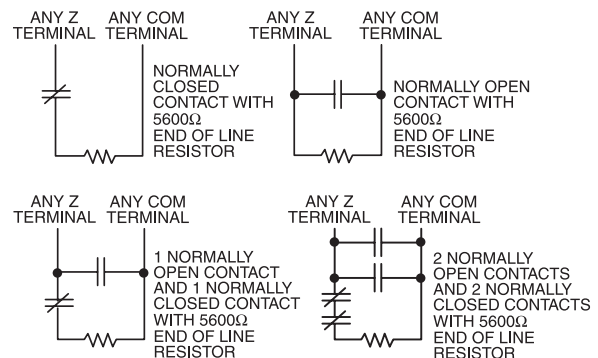 ANY Z
TERMINAL
ANY COM
TERMINAL
NORMALLY
CLOSED
CONTACT WITH
5600Ω
END OF LINE
RESISTOR
ANY Z
TERMINAL
ANY COM
TERMINAL
NORMALLY OPEN
CONTACT WITH
5600Ω
END OF LINE
RESISTOR
ANY Z
TERMINAL
ANY COM
TERMINAL
1 NORMALLY
OPEN CONTACT
AND 1 NORMALLY
CLOSED CONTACT
WITH 5600Ω
END OF LINE
RESISTOR
ANY Z
TERMINAL
ANY COM
TERMINAL
2 NORMALLY
OPEN CONTACTS
AND 2 NORMALLY
CLOSED CONTACTS
WITH 5600Ω
END OF LINE
RESISTOR